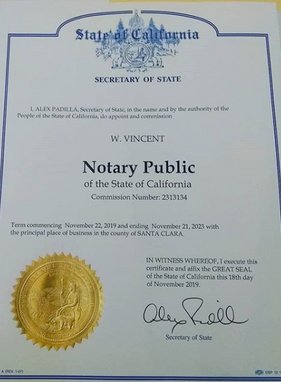 State of California
SECRETARY OF STATE
I, ALEX PADILLA, Secretary of State, in the name and by the authority of the
People of the State of California, do appoint and commission
W. VINCENT
Notary Public
of the State of California
Commission Number: 2313134
Term commencing November 22, 2019 and ending November 21, 2023 with
the principal place of business in the county of SANTA CLARA.
IN WITNESS WHEREOF, I execute this
certificate and affix the GREAT SEAL
of the State of California this 18th day
of November 2019.
Alex Padilla
Secretary of State